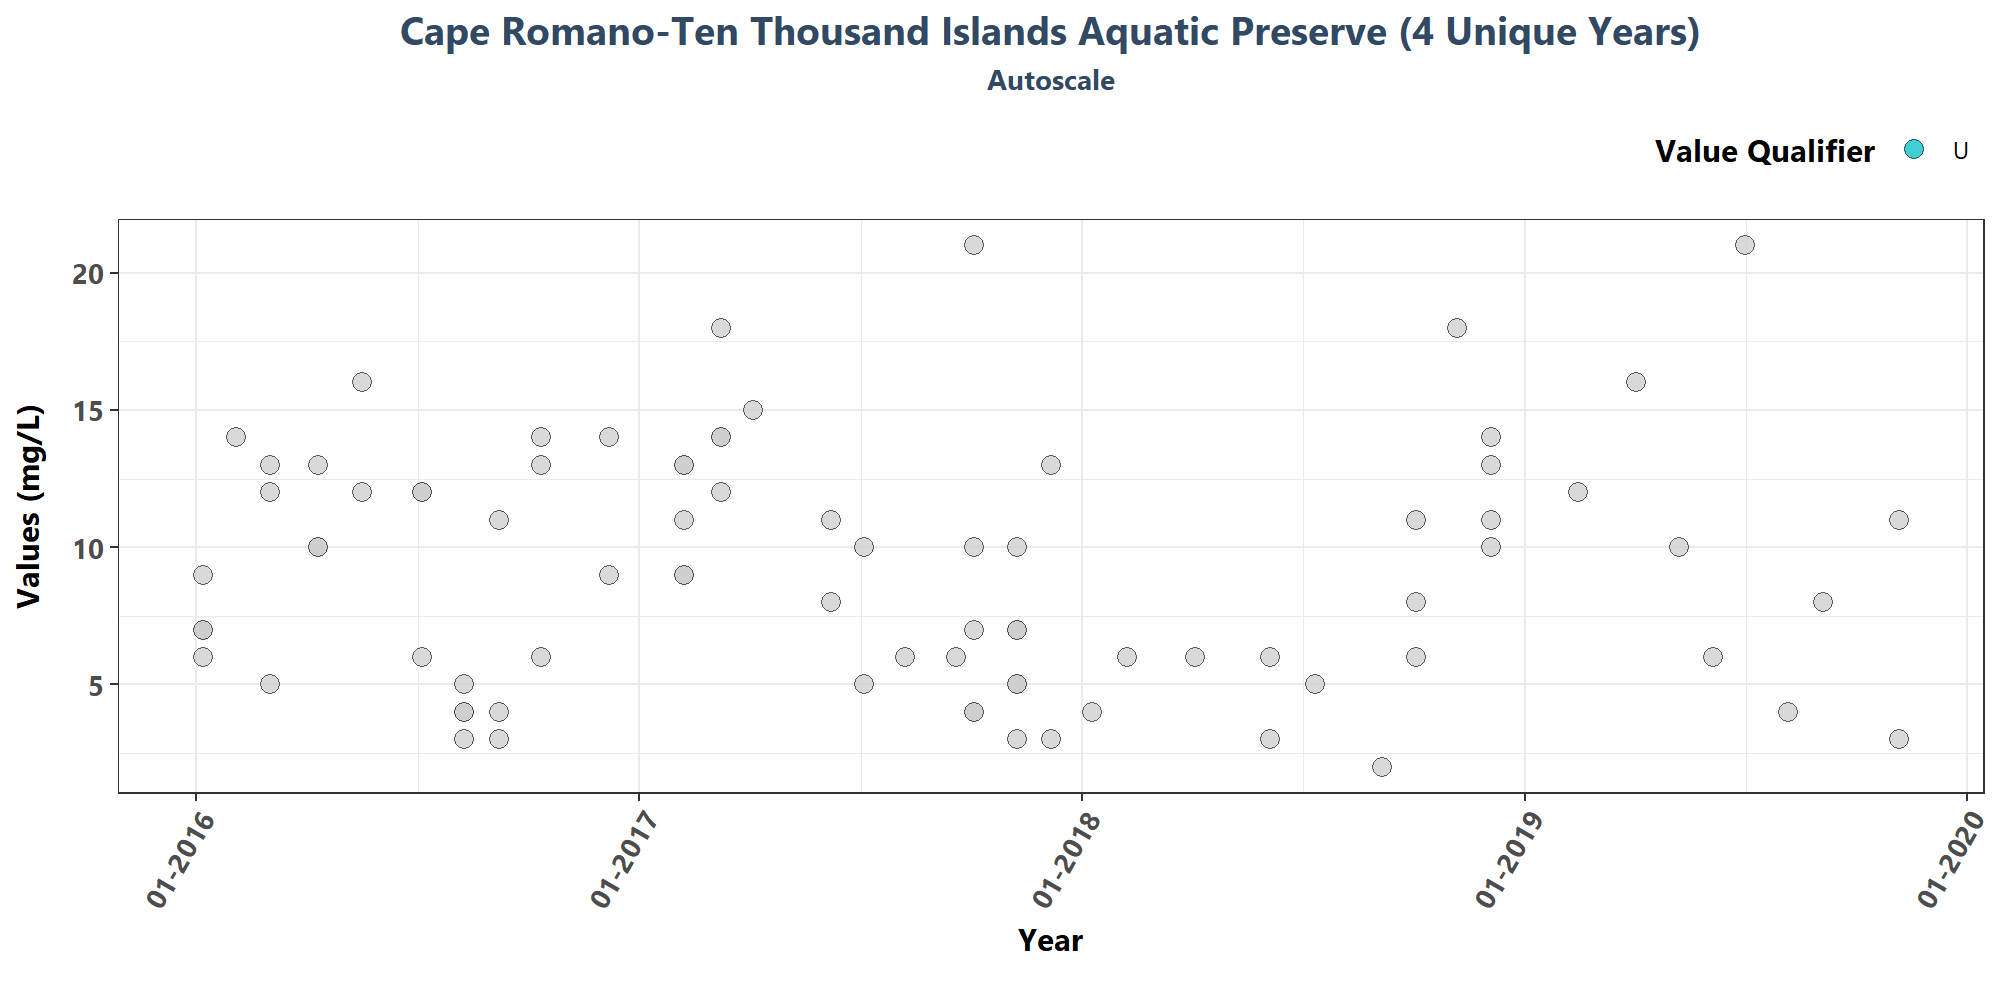 Cape Romano-Ten Thousand Islands Aquatic Preserve (4 Unique Years)
Autoscale
Value Qualifier U
Values (mg/L)
20
15
10
5
01-2016
01-2017
01-2018
01-2019
01-2020
Year